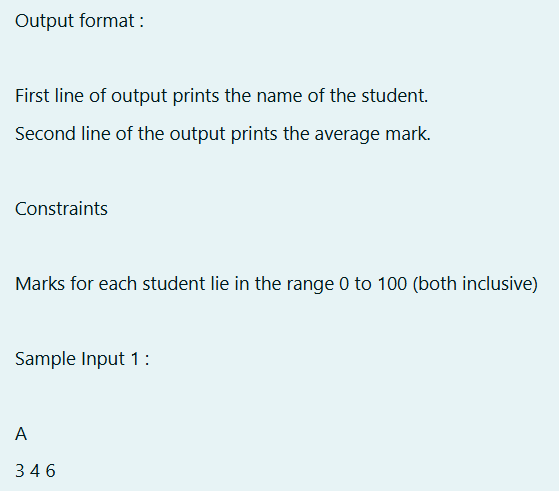 Output format :
First line of output prints the name of the student.
Second line of the output prints the average mark.
Constraints
Marks for each student lie in the range 0 to 100 (both inclusive)
Sample Input 1 :
A
3 4 6